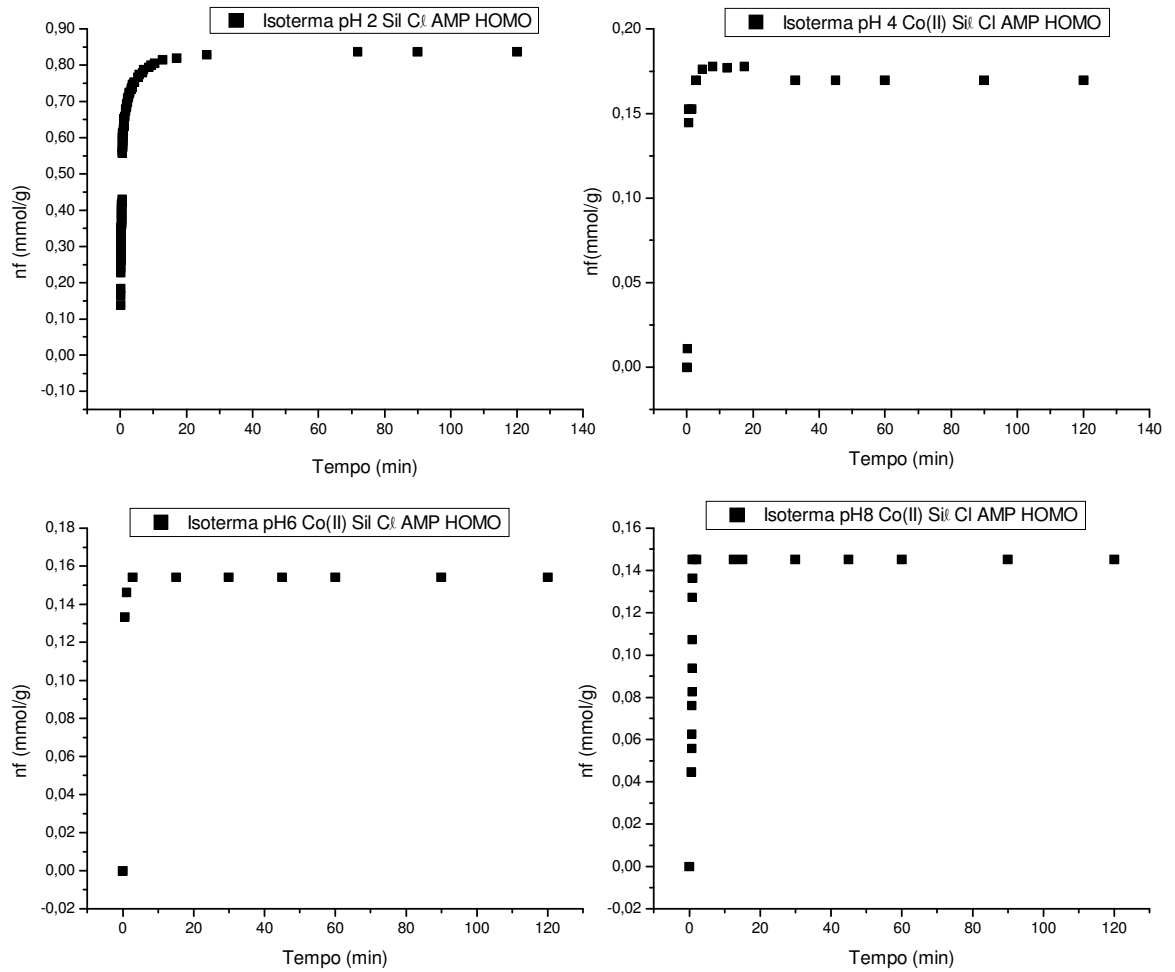 Isoterma pH 2 Sil Cℓ AMP HOMO
0,90
0,80
0,70
0,60
0,50
0,40
0,30
0,20
0,10
0,00
-0,10
nf (mmol/g)
0 20 40 60 80 100 120 140
Tempo (min)
Isoterma pH 4 Co(II) Siℓ Cl AMP HOMO
0,20
0,15
0,10
0,05
0,00
nf(mmol/g)
0 20 40 60 80 100 120 140
Tempo (min)
Isoterma pH6 Co(II) Sil Cℓ AMP HOMO
0,18
0,16
0,14
0,12
0,10
0,08
0,06
0,04
0,02
0,00
-0,02
nf (mmol/g)
0 20 40 60 80 100 120
Tempo (min)
Isoterma pH8 Co(II) Siℓ Cl AMP HOMO
0,16
0,14
0,12
0,10
0,08
0,06
0,04
0,02
0,00
-0,02
nf (mmol/g)
0 20 40 60 80 100 120
Tempo (min)